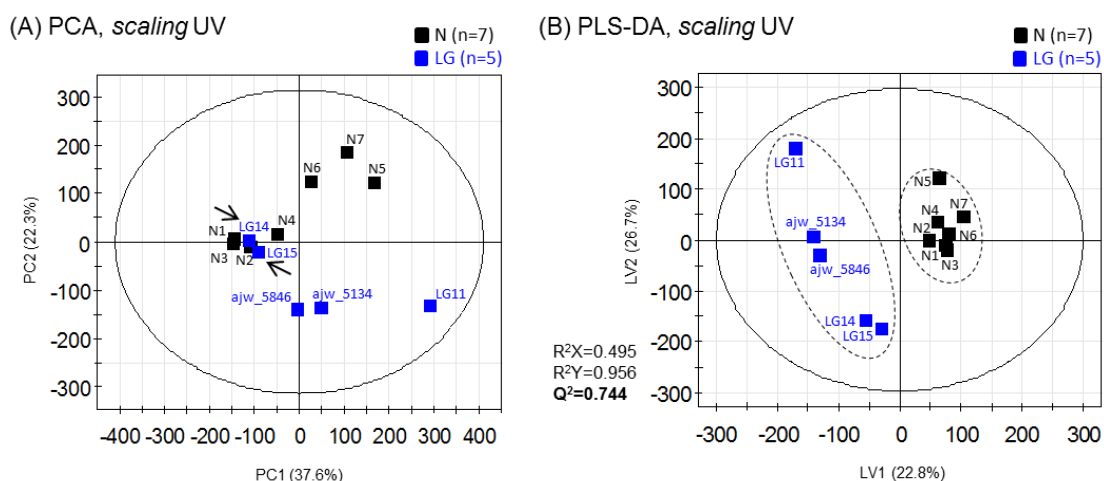 (A) PCA, scaling UV
N (n=7)
LG (n=5)
300
200
100
0
-100
-200
-300
PC2 (22.3%)
N7
N6
N5
N4
LG14
N1
LG15
N3
N2
ajw_5846
ajw_5134
LG11
-400 -300 -200 -100 0 100 200 300 400
PC1 (37.6%)
(B) PLS-DA, scaling UV
N (n=7)
LG (n=5)
300
200
100
0
-100
-200
-300
LV2 (26.7%)
LG11
N5
ajw_5134
N4
N7
N2
N6
N1
N3
ajw_5846
LG14
LG15
R²X=0.495
R²Y=0.956
Q²=0.744
-300 -200 -100 0 100 200 300
LV1 (22.8%)